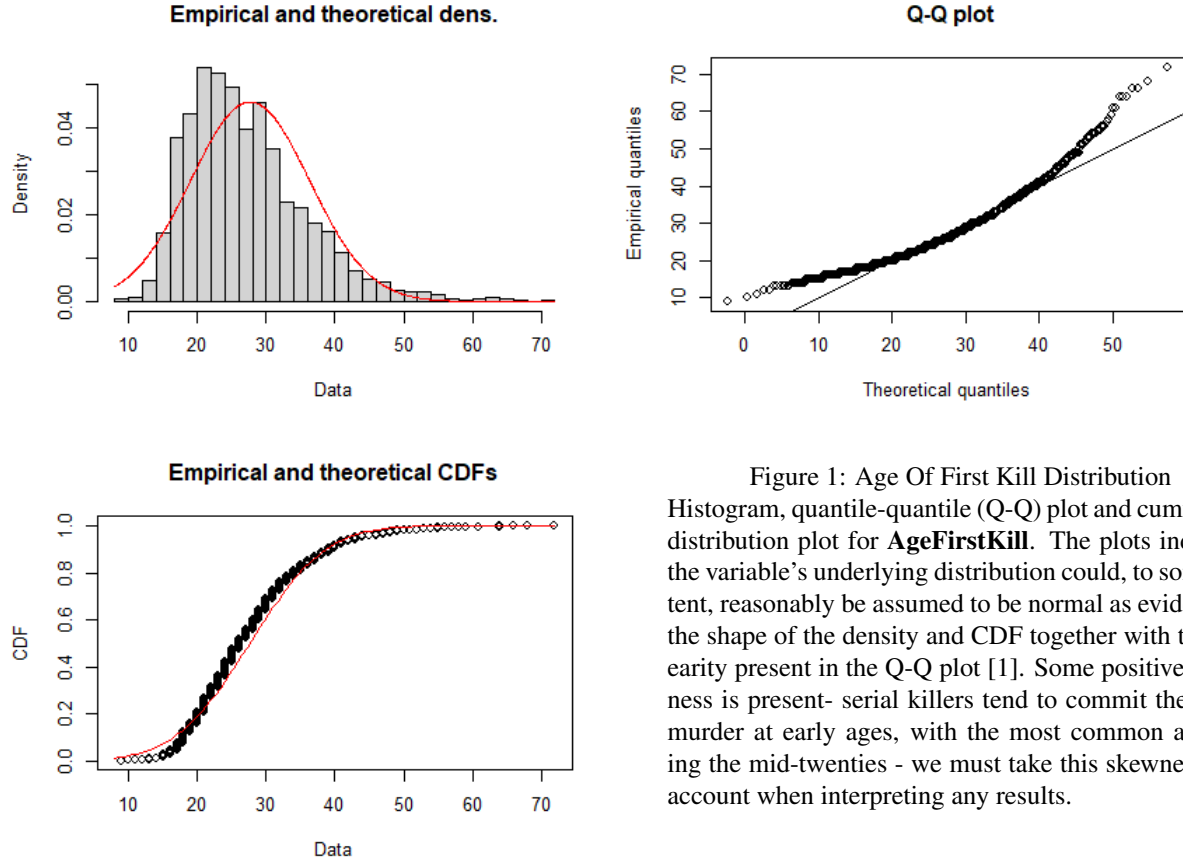 Empirical and theoretical dens.
Density
0.00
0.02
0.04
10 20 30 40 50 60 70
Data
Q-Q plot
Empirical quantiles
10 20 30 40 50 60 70
0 10 20 30 40 50
Theoretical quantiles
Empirical and theoretical CDFs
CDF
0.0 0.2 0.4 0.6 0.8 1.0
10 20 30 40 50 60 70
Data
Figure 1: Age Of First Kill Distribution
Histogram, quantile-quantile (Q-Q) plot and cum
distribution plot for AgeFirstKill. The plots inc
the variable's underlying distribution could, to so
tent, reasonably be assumed to be normal as evid
the shape of the density and CDF together with t
earity present in the Q-Q plot [1]. Some positive
ness is present- serial killers tend to commit the
murder at early ages, with the most common a
ing the mid-twenties - we must take this skewne
account when interpreting any results.